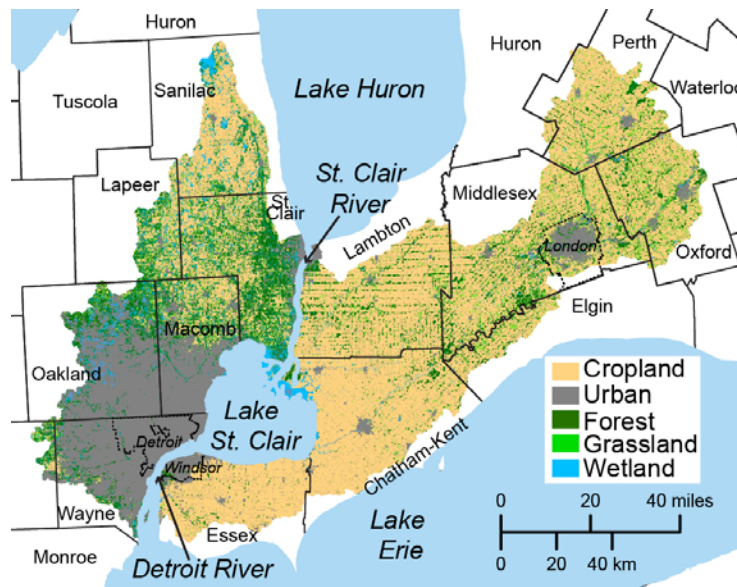 Huron
Huron
Perth
Sanilac
Tuscola
Lake Huron
Waterloo
Lapeer
St. Clair
River
Middlesex
St.
Clair
Lambton
London
Oxford
Elgin
Macomb
Oakland
Cropland
Urban
Forest
Grassland
Wetland
Lake
St. Clair
Detroit
Windsor
Chatham-Kent
Wayne
Essex
Lake
Erie
Monroe
Detroit River
0 20 40 miles
0 20 40 km